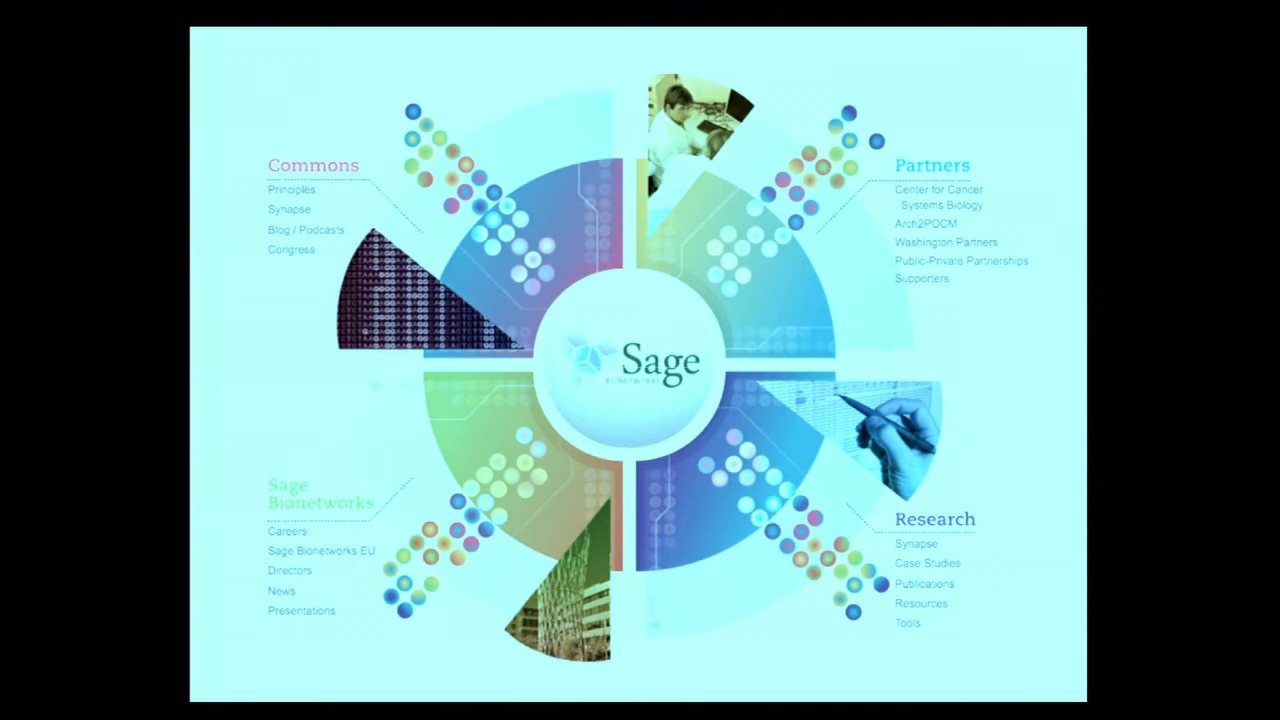 Commons
Principles
Synapse
Blog / Podcasts
Congress
Partners
Center for Cancer
Systems Biology
Arch2POCM
Washington Partners
Public-Private Partnerships
Supporters
Sage
BIONETWORKS
Sage
Bionetworks
Careers
Sage Bionetworks EU
Directors
News
Presentations
Research
Synapse
Case Studies
Publications
Resources
Tools